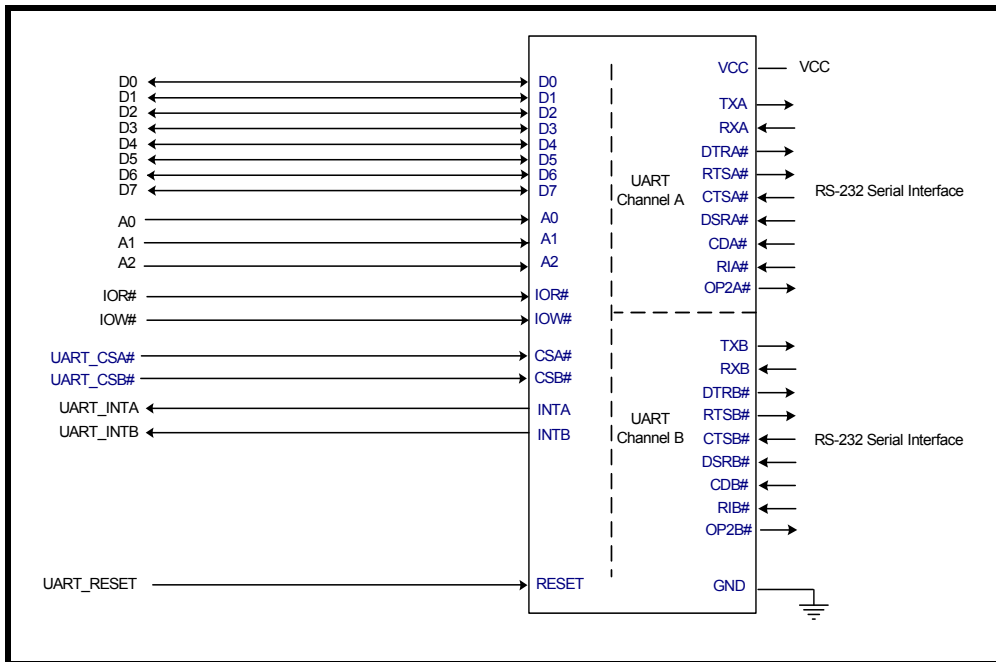 D0 D0 VCC VCC
D1 D1
D2 D2 TXA
D3 D3 RXA
D4 D4
D5 D5 DTRA#
D6 D6 RTSA#
D7 D7
UART
Channel A
CTSA# RS-232 Serial Interface
A0 A0 DSRA#
A1 A1 CDA#
A2 A2 RIA#
OP2A#
IOR# IOR#
IOW# IOW#
TXB
UART_CSA# CSA#
RXB
UART_CSB# CSB#
DTRB#
UART_INTA INTA
RTSB#
UART_INTB INTB
UART
Channel B
CTSB# RS-232 Serial Interface
DSRB#
CDB#
RIB#
OP2B#
UART_RESET RESET GND